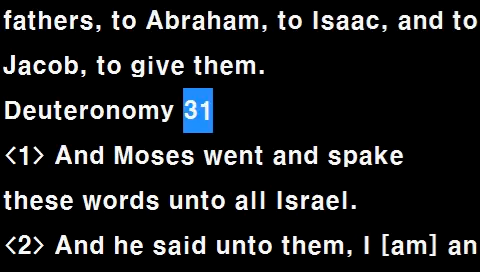 fathers, to Abraham, to Isaac, and to
Jacob, to give them.
Deuteronomy 31
<1> And Moses went and spake
these words unto all Israel.
<2> And he said unto them, I [am] an